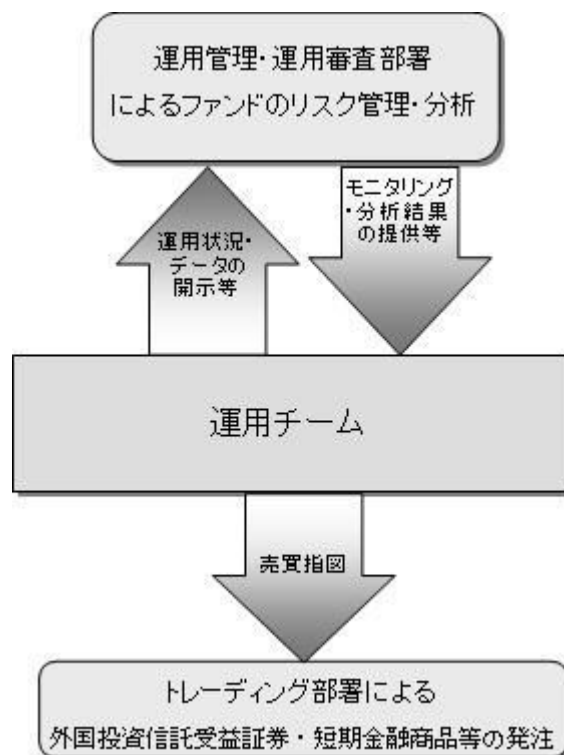 運用管理・運用審査部署
によるファンドのリスク管理・分析
運用状況・
データの
開示等
モニタリング
・分析結果
の提供等
運用チーム
売買指図
トレーディング部署による
外国投資信託受益証券・短期金融商品等の発注